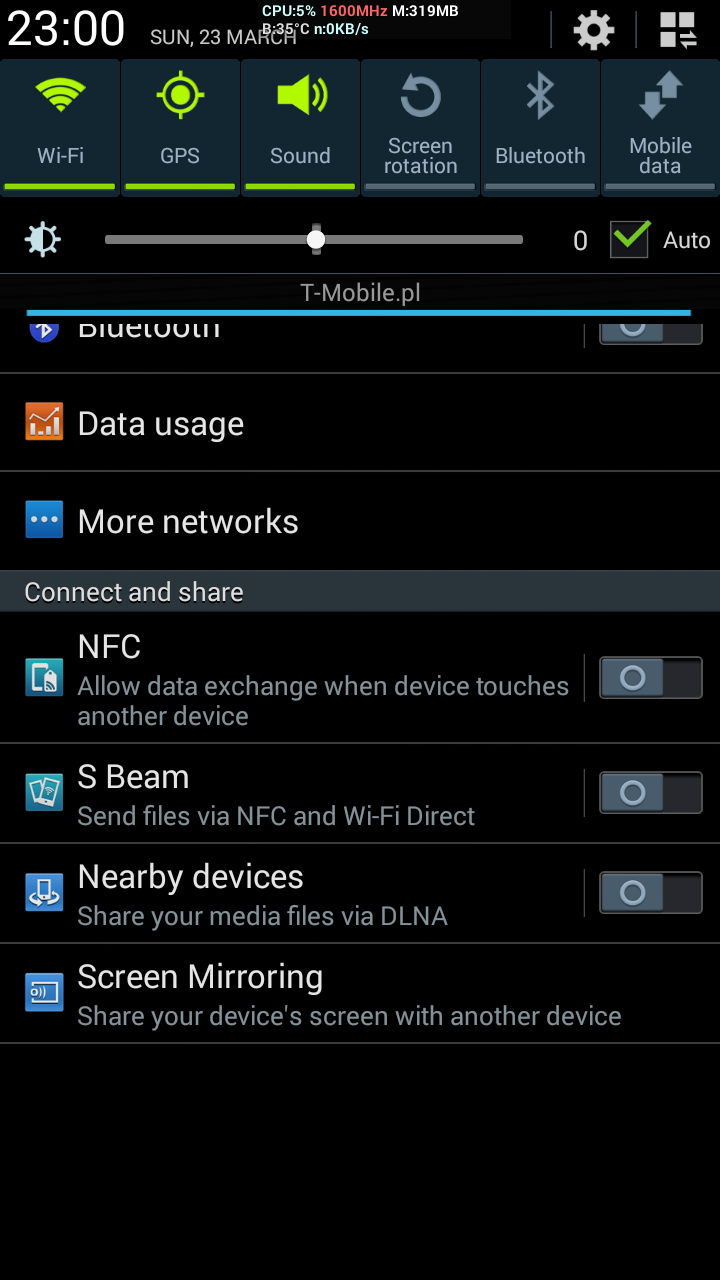 CPU:5% 1600MHz M:319MB
B:35°C n:0KB/s
23:00 SUN, 23 MARCH
Wi-Fi
GPS
Sound
Screen
rotation
Bluetooth
Mobile
data
0
Auto
T-Mobile.pl
Bluetooth
Data usage
More networks
Connect and share
NFC
Allow data exchange when device touches
another device
S Beam
Send files via NFC and Wi-Fi Direct
Nearby devices
Share your media files via DLNA
Screen Mirroring
Share your device's screen with another device